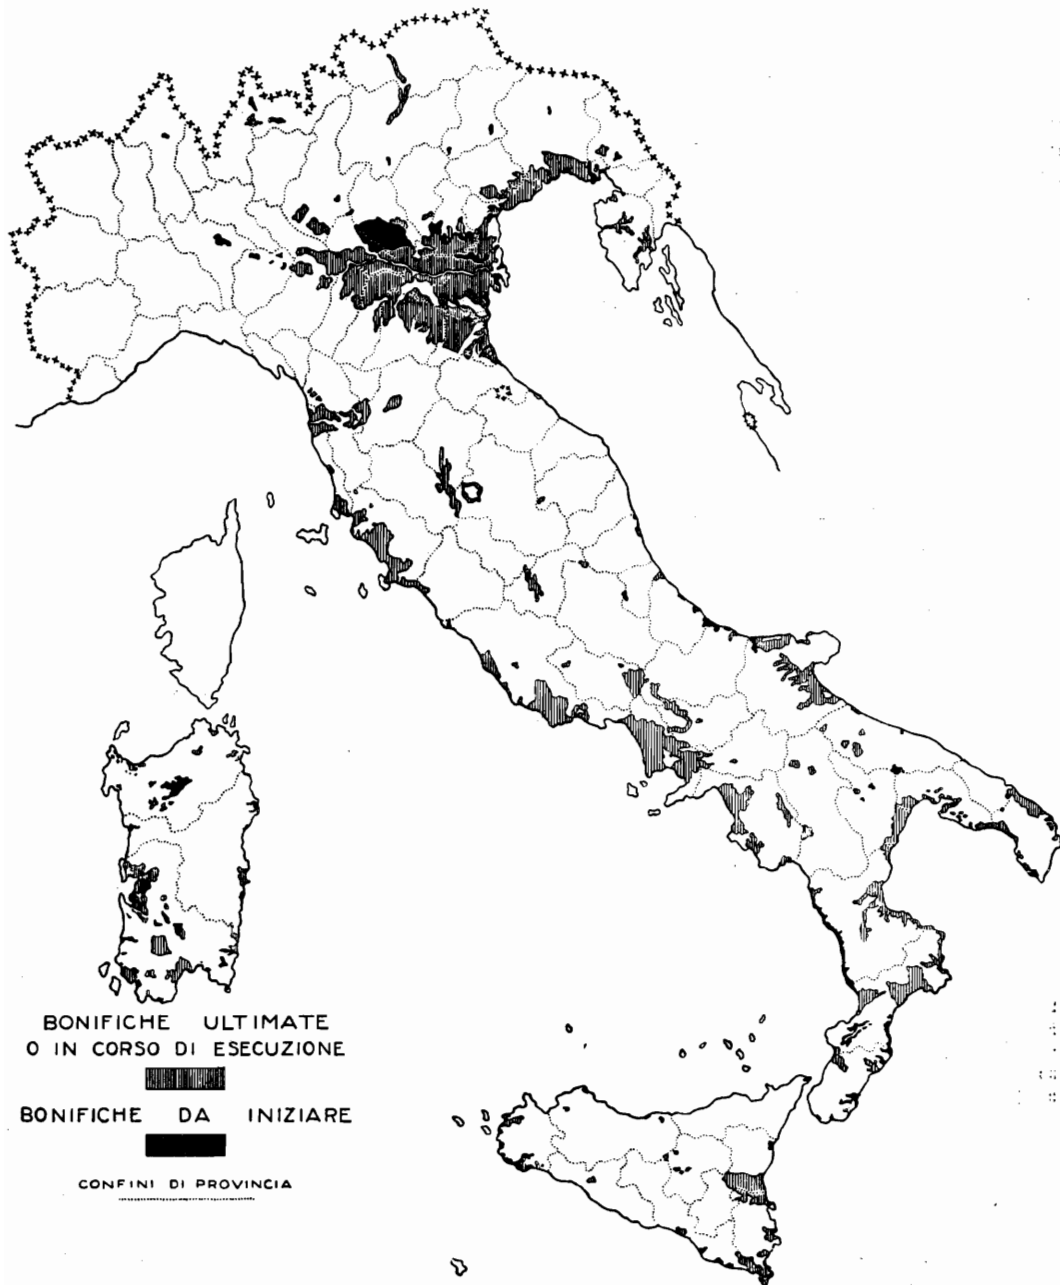 BONIFICHE ULTIMATE
O IN CORSO DI ESECUZIONE
BONIFICHE DA INIZIARE
CONFINI DI PROVINCIA